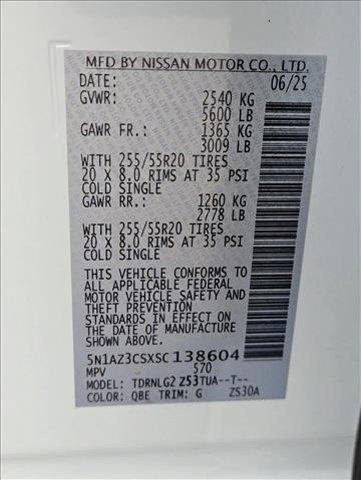 MFD BY NISSAN MOTOR CO., LTD.
DATE: 06/25
GVWR: 2540 KG
5600 LB
GAWR FR.: 1365 KG
3009 LB
WITH 255/55R20 TIRES
20 X 8.0 RIMS AT 35 PSI
COLD SINGLE
GAWR RR.: 1260 KG
2778 LB
WITH 255/55R20 TIRES
20 X 8.0 RIMS AT 35 PSI
COLD SINGLE
THIS VEHICLE CONFORMS TO
ALL APPLICABLE FEDERAL
MOTOR VEHICLE SAFETY
AND THEFT PREVENTION
STANDARDS IN EFFECT ON
THE DATE OF MANUFACTURE
SHOWN ABOVE.
5N1AZ3CSXSC138604
MPV 570
MODEL: TDRNLG2 Z53TUA--T--
COLOR: QBE TRIM: G ZS30A